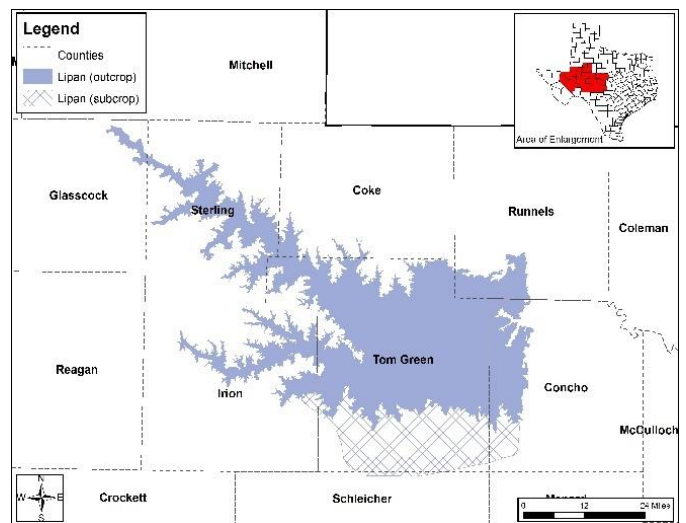 Legend
Counties
Lipan (outcrop)
Lipan (subcrop)
Mitchell
Area of Enlargement
Glasscock
Sterling
Coke
Runnels
Coleman
Reagan
Irion
Tom Green
Concho
McCulloch
N
W E
S
Crockett
Schleicher
0 12 24 Miles